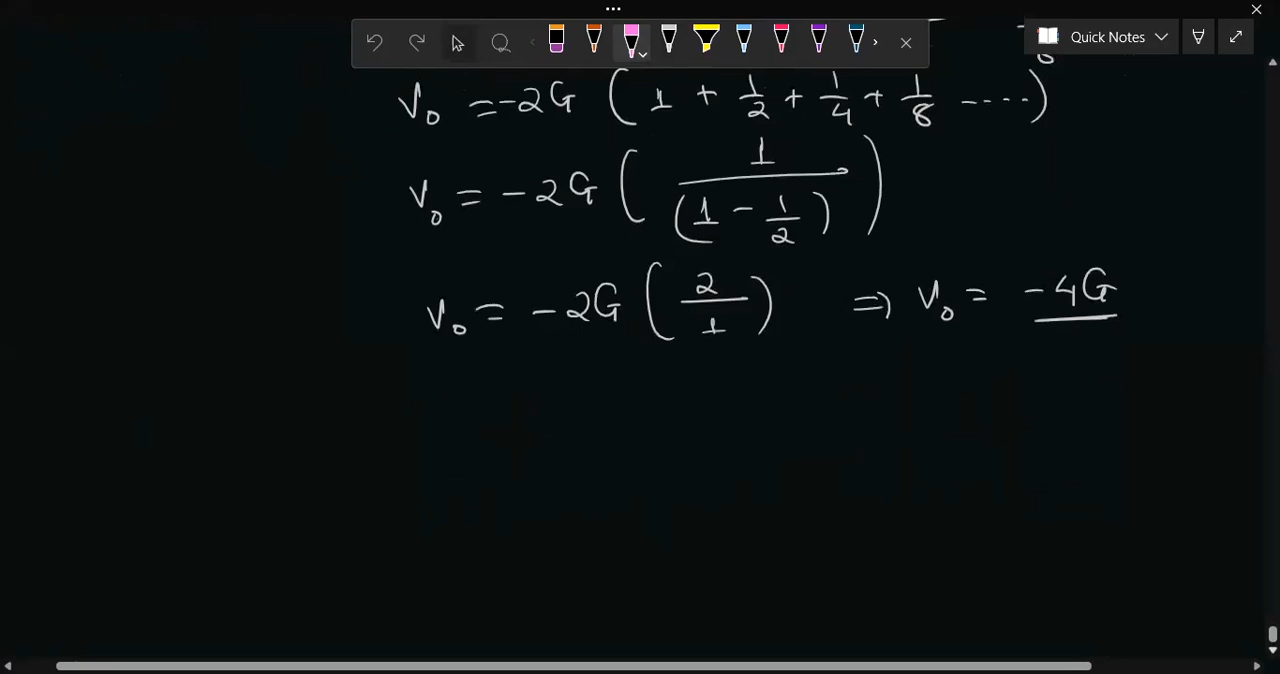 Quick Notes
V₀ = -2G (1 + 1/2 + 1/4 + 1/8 -----)
V₀ = -2G (1/(1 - 1/2))
V₀ = -2G (2/1) ⇒ V₀ = -4G